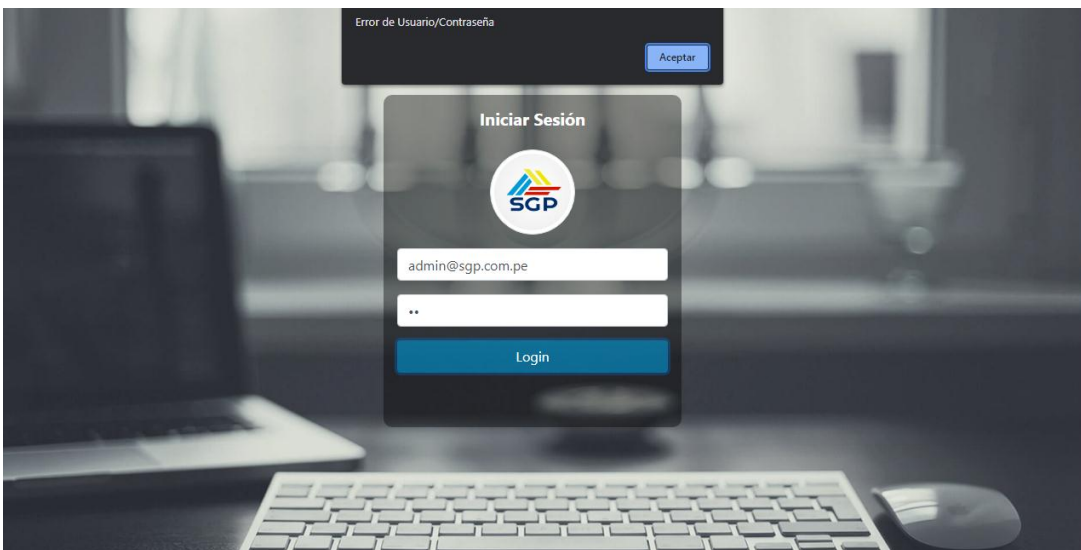 Error de Usuario/Contraseña
Aceptar
Iniciar Sesión
SGP
admin@sgp.com.pe
••
Login